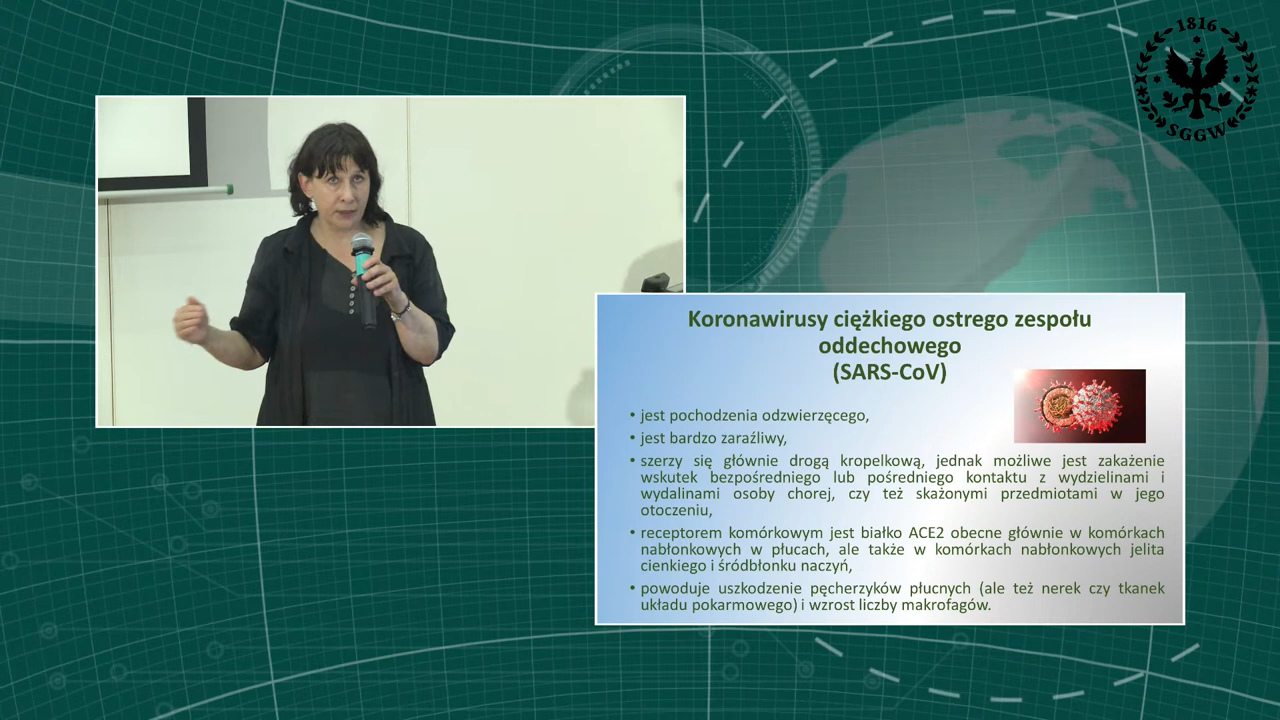 1816
SGGW
Koronawirusy ciężkiego ostrego zespołu
oddechowego
(SARS-CoV)
• jest pochodzenia odzwierzęcego,
• jest bardzo zaraźliwy,
• szerzy się głównie drogą kropelkową, jednak możliwe jest zakażenie
wskutek bezpośredniego lub pośredniego kontaktu z wydzielinami i
wydalinami osoby chorej, czy też skażonymi przedmiotami w jego
otoczeniu,
• receptorem komórkowym jest białko ACE2 obecne głównie w komórkach
nabłonkowych w płucach, ale także w komórkach nabłonkowych jelita
cienkiego i śródbłonku naczyń,
• powoduje uszkodzenie pęcherzyków płucnych (ale też nerek czy tkanek
układu pokarmowego) i wzrost liczby makrofagów.